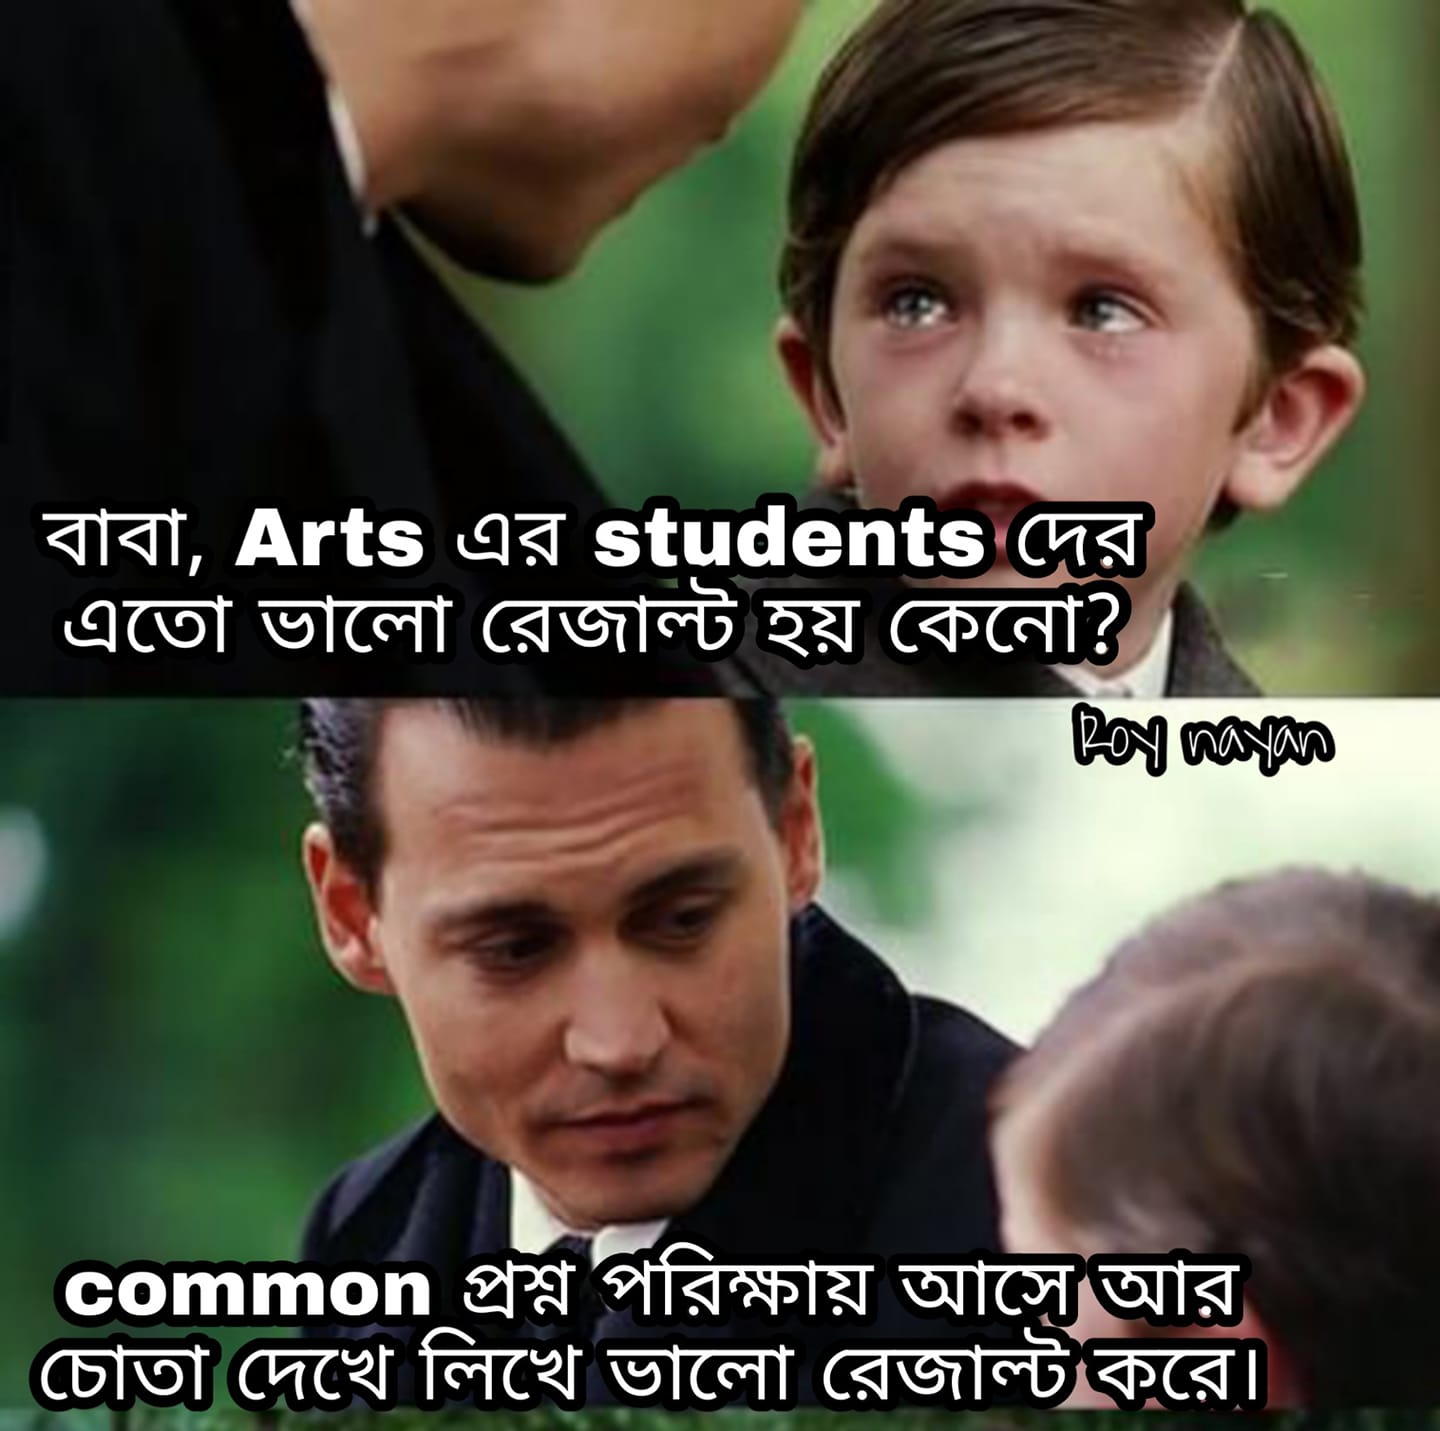 বাবা, Arts এর students দের
এতো ভালো রেজাল্ট হয় কেনো?
Roy nayan
common প্রশ্ন পরিক্ষায় আসে আর
চোতা দেখে লিখে ভালো রেজাল্ট করে।